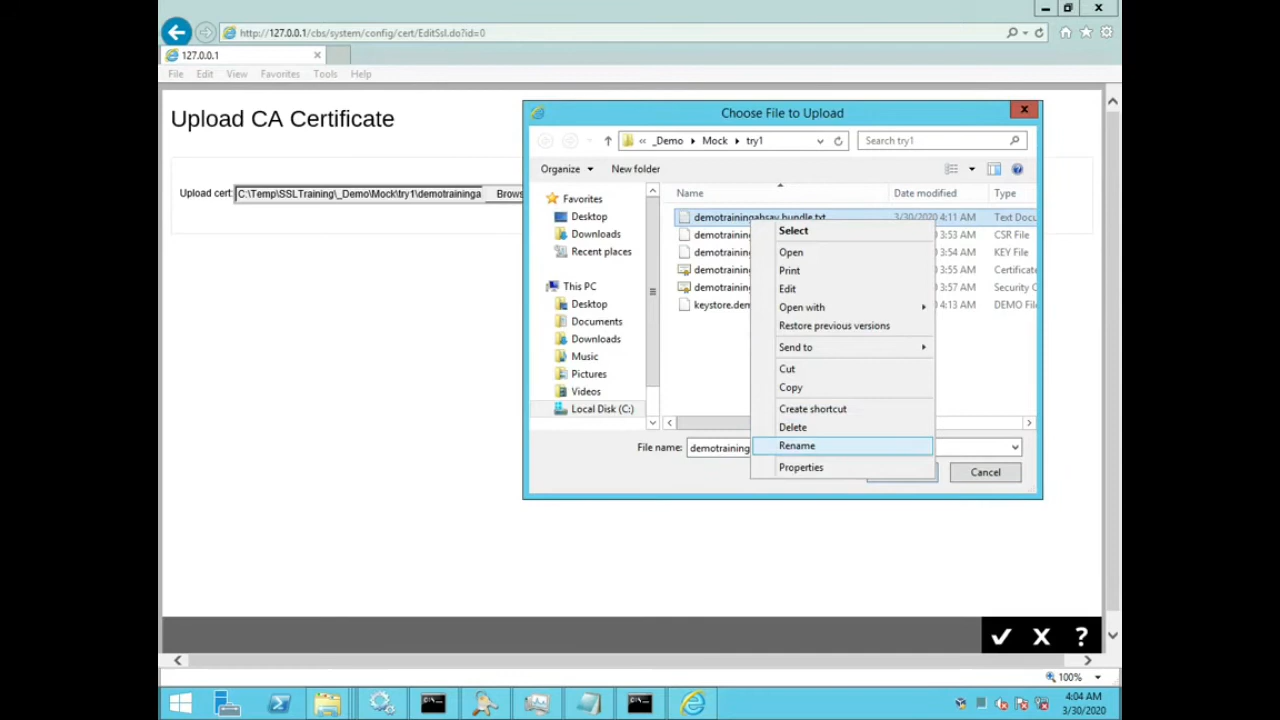 http://127.0.0.1/cbs/system/config/cert/EditSsl.do?id=0
127.0.0.1
File Edit View Favorites Tools Help
Upload CA Certificate
Upload cert: C:\Temp\SSLTraining\_Demo\Mock\try1\demotraininga Brows
Choose File to Upload
« _Demo Mock try1
Search try1
Organize New folder
Name Date modified Type
Favorites
Desktop
Downloads
Recent places
This PC
Desktop
Documents
Downloads
Music
Pictures
Videos
Local Disk (C:)
demotrainingahsay.bundle.txt 3/30/2020 4:11 AM Text Docu
demotraining 3:53 AM CSR File
demotraining 3:54 AM KEY File
demotraining 3:55 AM Certificate
demotraining 3:57 AM Security C
keystore.dem 4:13 AM DEMO File
Select
Open
Print
Edit
Open with
Restore previous versions
Send to
Cut
Copy
Create shortcut
Delete
Rename
Properties
File name: demotraining
Cancel
?
100%
4:04 AM
3/30/2020